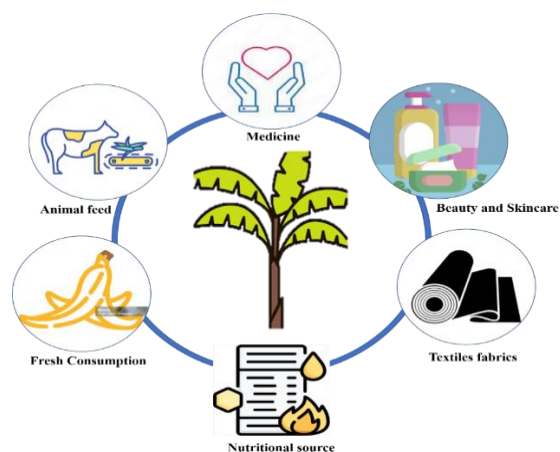 Medicine
Animal feed
Beauty and Skincare
Fresh Consumption
Textiles fabrics
Nutritional source